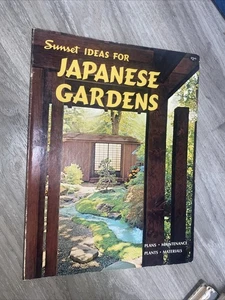 Sunset IDEAS FOR
JAPANESE
GARDENS
PLANS • MAINTENANCE
PLANTS • MATERIALS